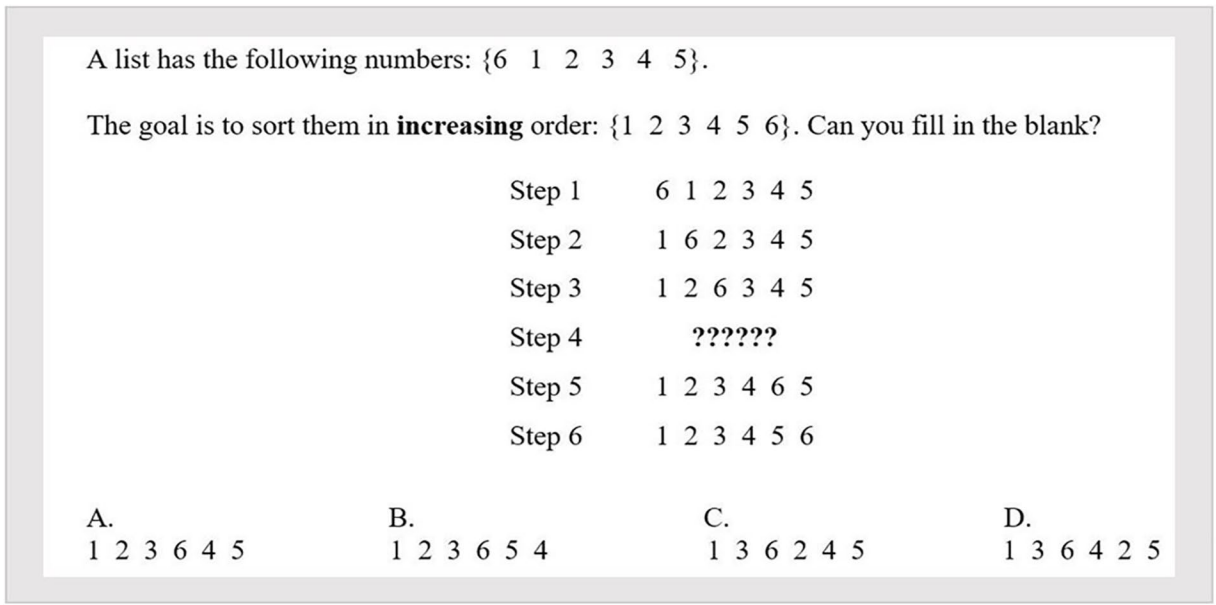 A list has the following numbers: {6 1 2 3 4 5}.
The goal is to sort them in increasing order: {1 2 3 4 5 6}. Can you fill in the blank?
Step 1 6 1 2 3 4 5
Step 2 1 6 2 3 4 5
Step 3 1 2 6 3 4 5
Step 4 ??????
Step 5 1 2 3 4 6 5
Step 6 1 2 3 4 5 6
A. B. C. D.
1 2 3 6 4 5 1 2 3 6 5 4 1 3 6 2 4 5 1 3 6 4 2 5